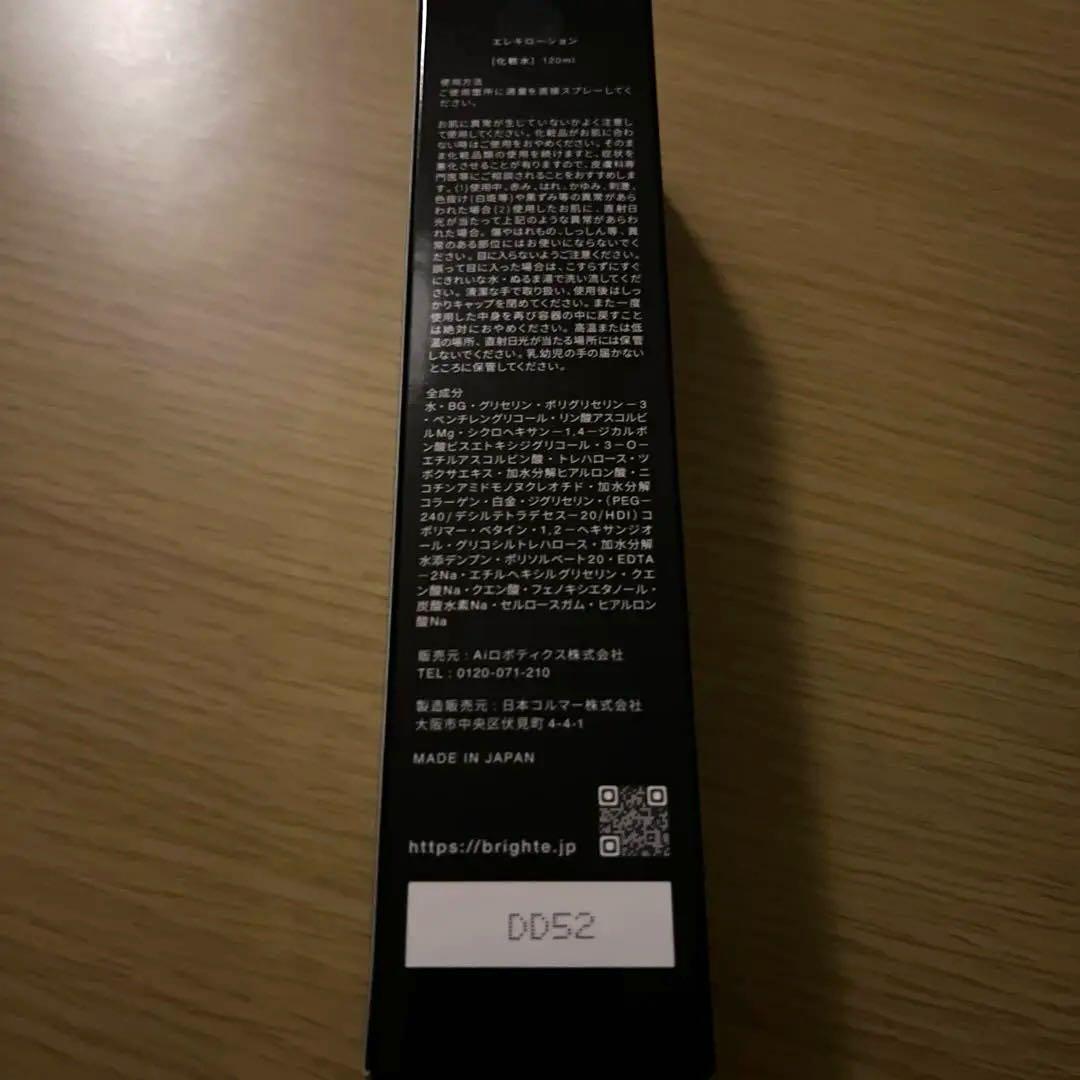 エレキローション
[化粧水] 120ml
使用方法
ご使用箇所に適量を直接スプレーしてく
ださい。
お肌に異常が生じていないかよく注意し
て使用してください。化粧品がお肌に合わ
ない時はご使用をおやめください。そのま
ま化粧品類の使用を続けますと、症状を
悪化させることが有りますので、皮膚科専
門医等にご相談されることをおすすめしま
す。(1)使用中、赤み、はれ、かゆみ、刺激、
色抜け(白斑等)や黒ずみ等の異常があら
われた場合(2)使用したお肌に、直射日
光が当たって上記のような異常があらわ
れた場合。傷やはれもの、しっしん等、異
常のある部位にはお使いにならないでく
ださい。目に入らないようご注意ください。
誤って目に入った場合は、こすらずにすぐ
にきれいな水・ぬるま湯で洗い流してくだ
さい。清潔な手で取り扱い、使用後はしっ
かりキャップを閉めてください。また一度
使用した中身を再び容器の中に戻すこと
は絶対におやめください。高温または低
温の場所、直射日光が当たる場所には保管
しないでください。乳幼児の手の届かない
ところに保管してください。
全成分
水・BG・グリセリン・ポリグリセリン－3
・ペンチレングリコール・リン酸アスコルビ
ルMg・シクロヘキサン－1,4－ジカルボ
ン酸ビスエトキシジグリコール・3－O－
エチルアスコルビン酸・トレハロース・ツ
ボクサエキス・加水分解ヒアルロン酸・ニ
コチンアミドモノヌクレオチド・加水分解
コラーゲン・白金・ジグリセリン・(PEG－
240/デシルテトラデセス－20/HDI)コ
ポリマー・ベタイン・1,2－ヘキサンジオ
ール・グリコシルトレハロース・加水分解
水添デンプン・ポリソルベート20・EDTA
－2Na・エチルヘキシルグリセリン・クエ
ン酸Na・クエン酸・フェノキシエタノール・
炭酸水素Na・セルロースガム・ヒアルロン
酸Na
販売元：Aiロボティクス株式会社
TEL：0120-071-210
製造販売元：日本コルマー株式会社
大阪市中央区伏見町4-4-1
MADE IN JAPAN
https://brighte.jp
DD52